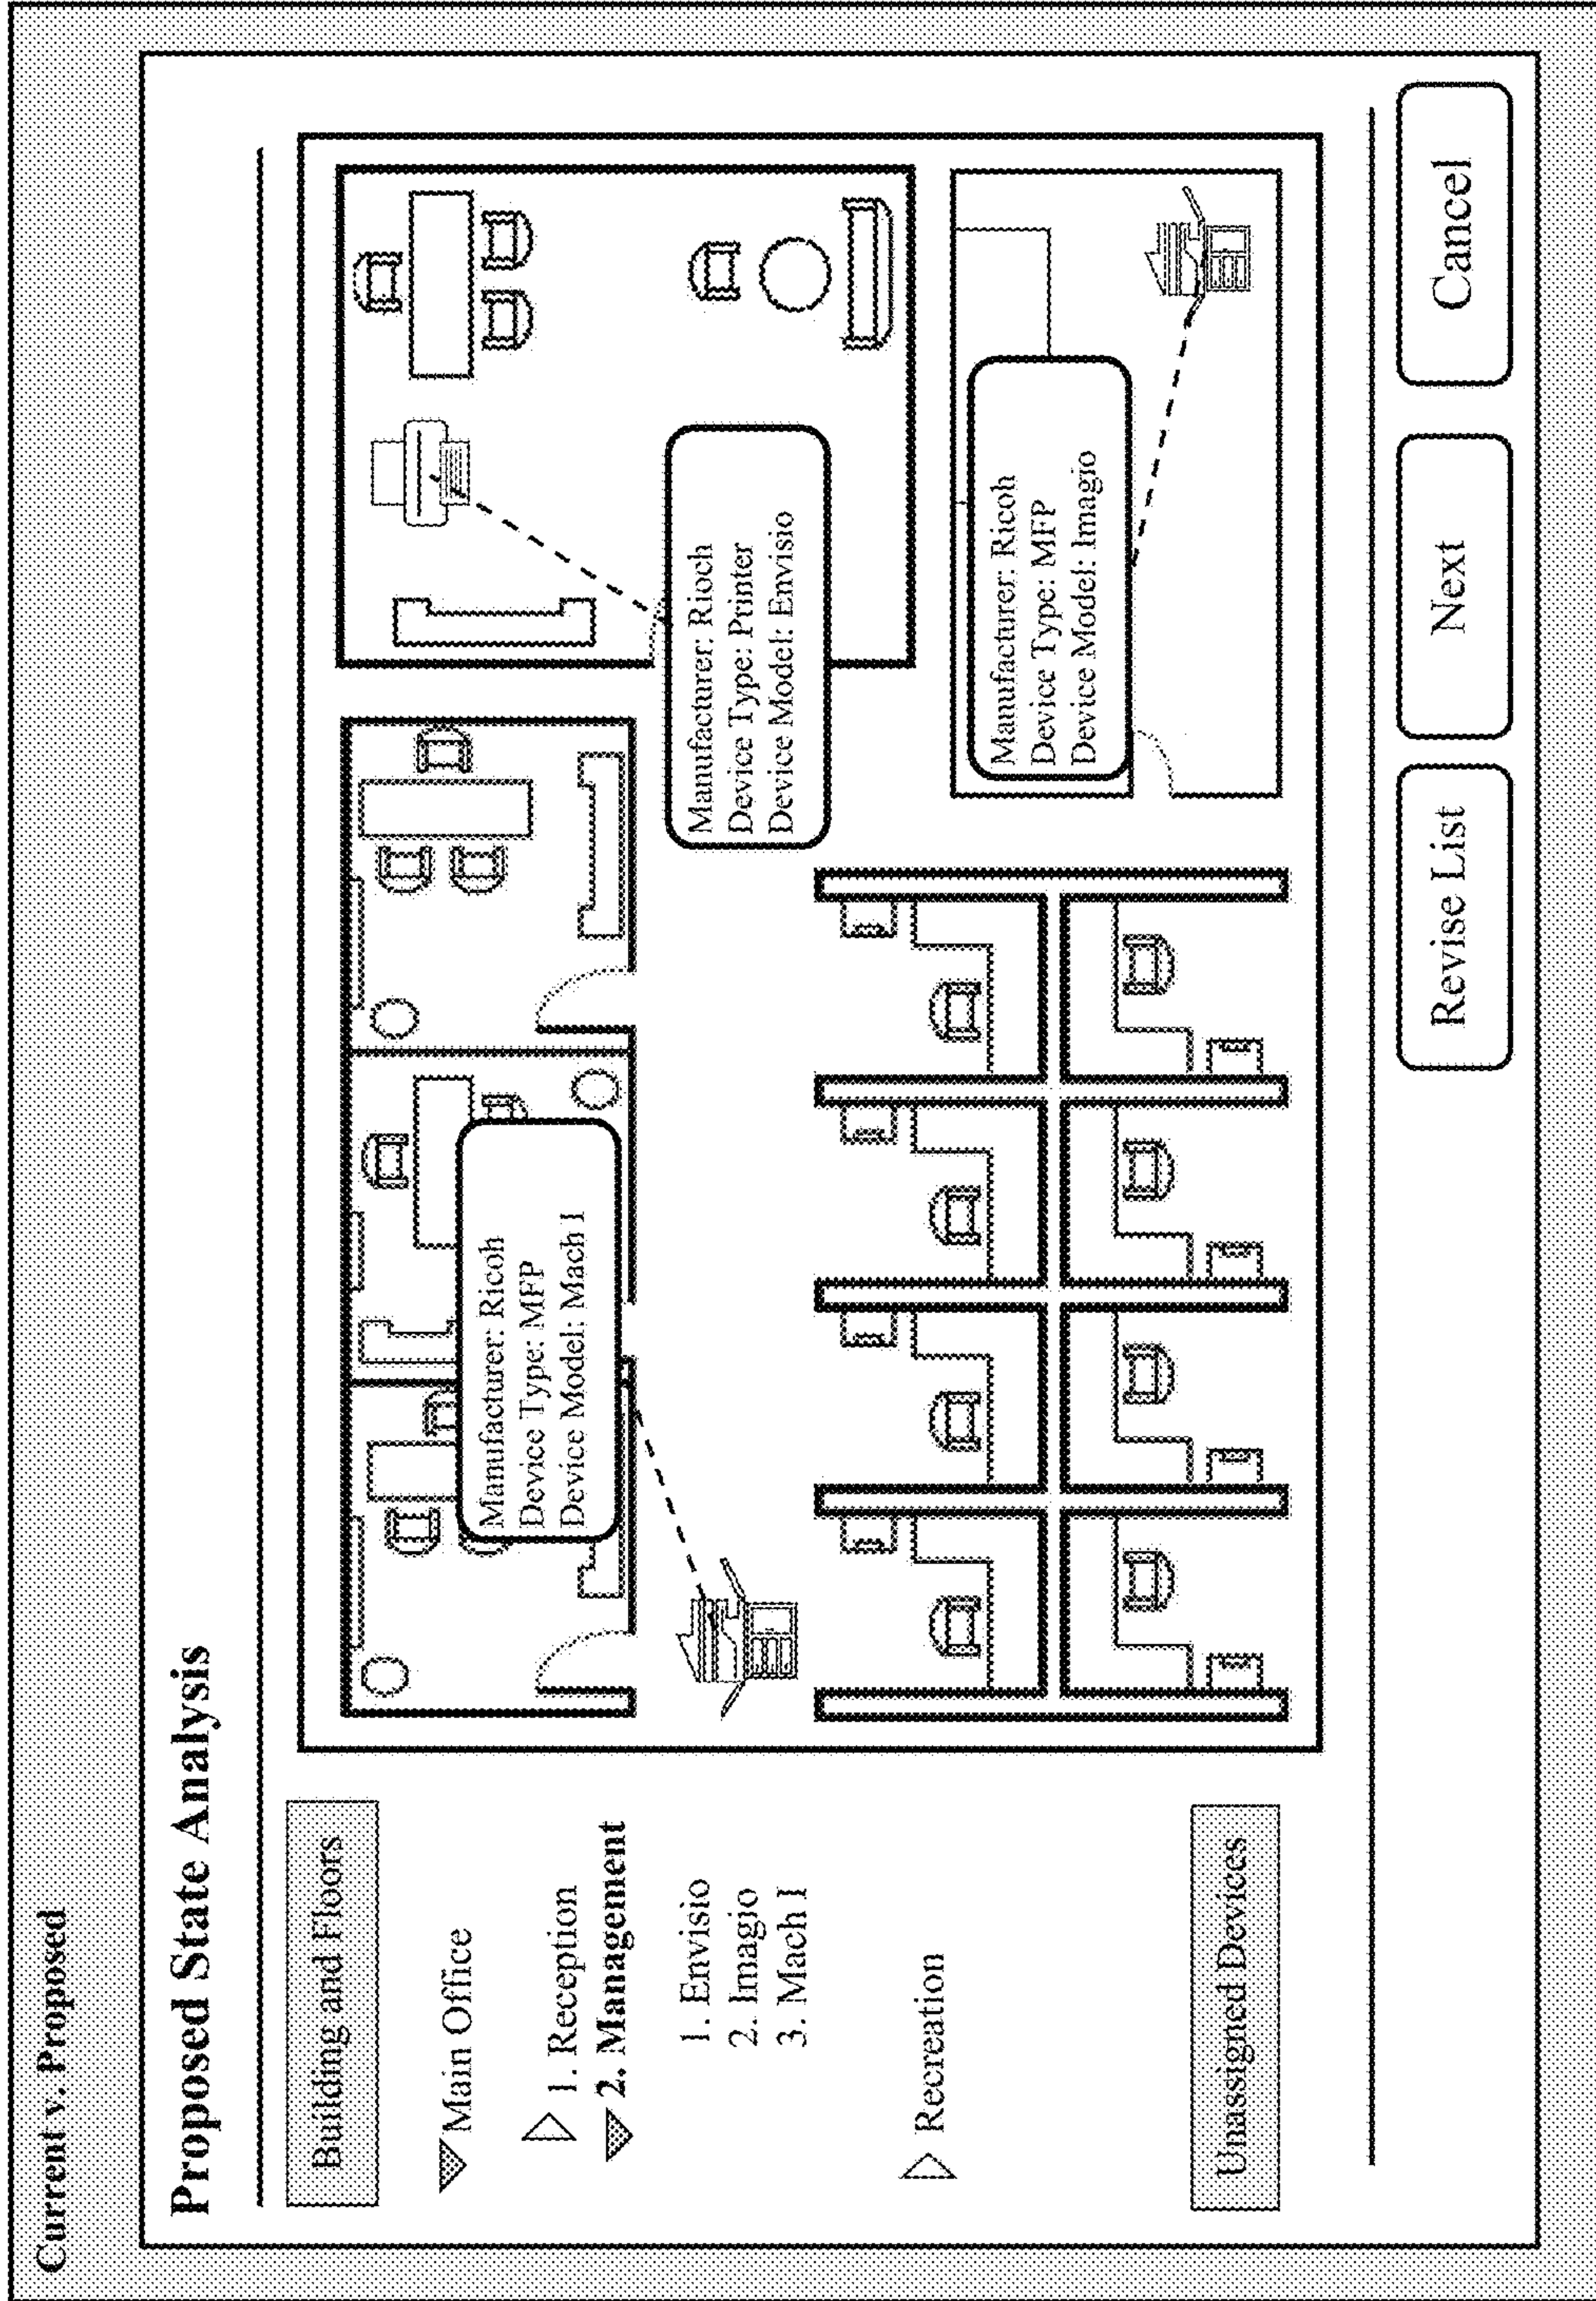 Current v. Proposed
Proposed State Analysis
Building and Floors
Main Office
1. Reception
2. Management
1. Envisio
2. Imagio
3. Mach I
Recreation
Unassigned Devices
Manufacturer: Ricoh
Device Type: MFP
Device Model: Mach I
Manufacturer: Rioch
Device Type: Printer
Device Model: Envisio
Manufacturer: Ricoh
Device Type: MFP
Device Model: Imagio
Revise List
Next
Cancel